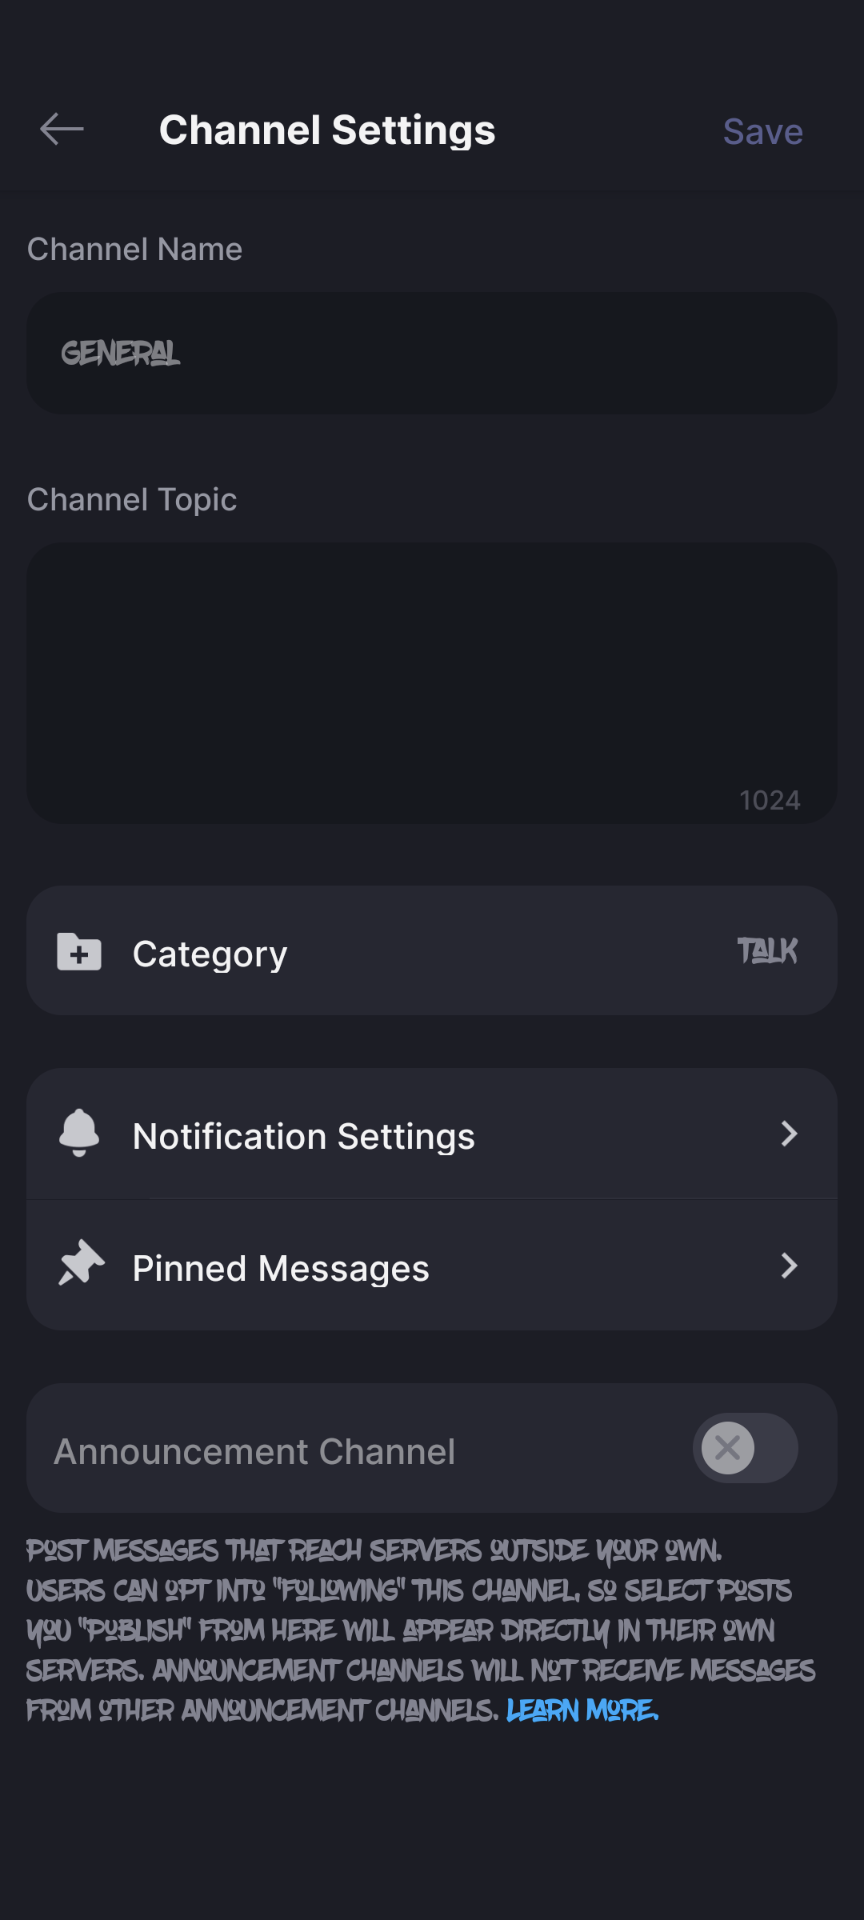 Channel Settings
Save
Channel Name
GENERAL
Channel Topic
1024
Category
TALK
Notification Settings
Pinned Messages
Announcement Channel
POST MESSAGES THAT REACH SERVERS OUTSIDE YOUR OWN.
USERS CAN OPT INTO "FOLLOWING" THIS CHANNEL, SO SELECT POSTS
YOU "PUBLISH" FROM HERE WILL APPEAR DIRECTLY IN THEIR OWN
SERVERS. ANNOUNCEMENT CHANNELS WILL NOT RECEIVE MESSAGES
FROM OTHER ANNOUNCEMENT CHANNELS. LEARN MORE.